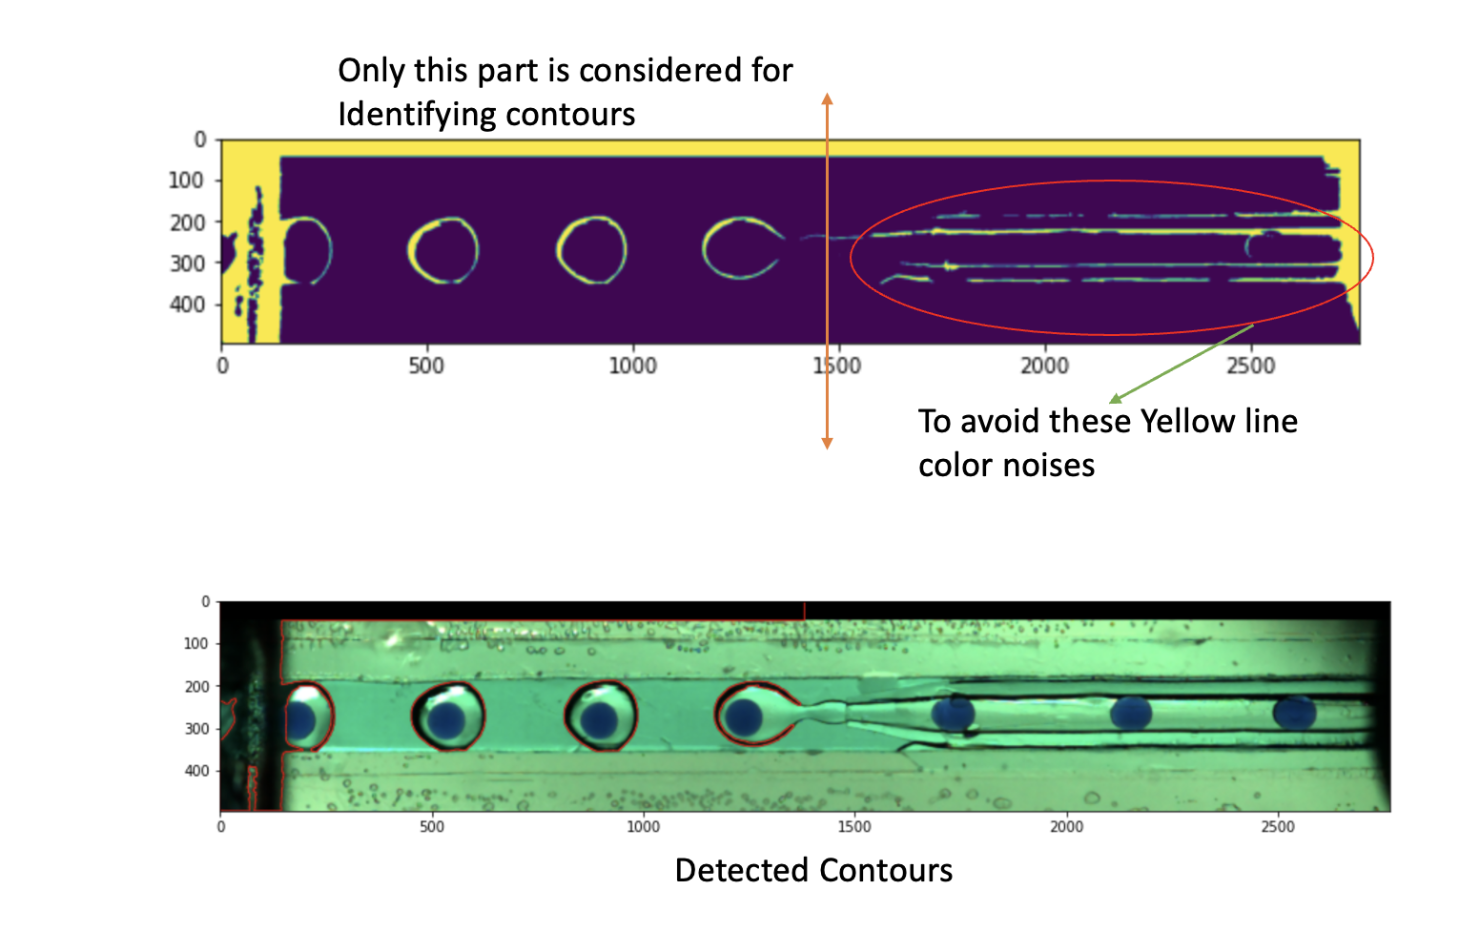 Only this part is considered for
Identifying contours
0
100
200
300
400
0 500 1000 1500 2000 2500
To avoid these Yellow line
color noises
0
100
200
300
400
0 500 1000 1500 2000 2500
Detected Contours